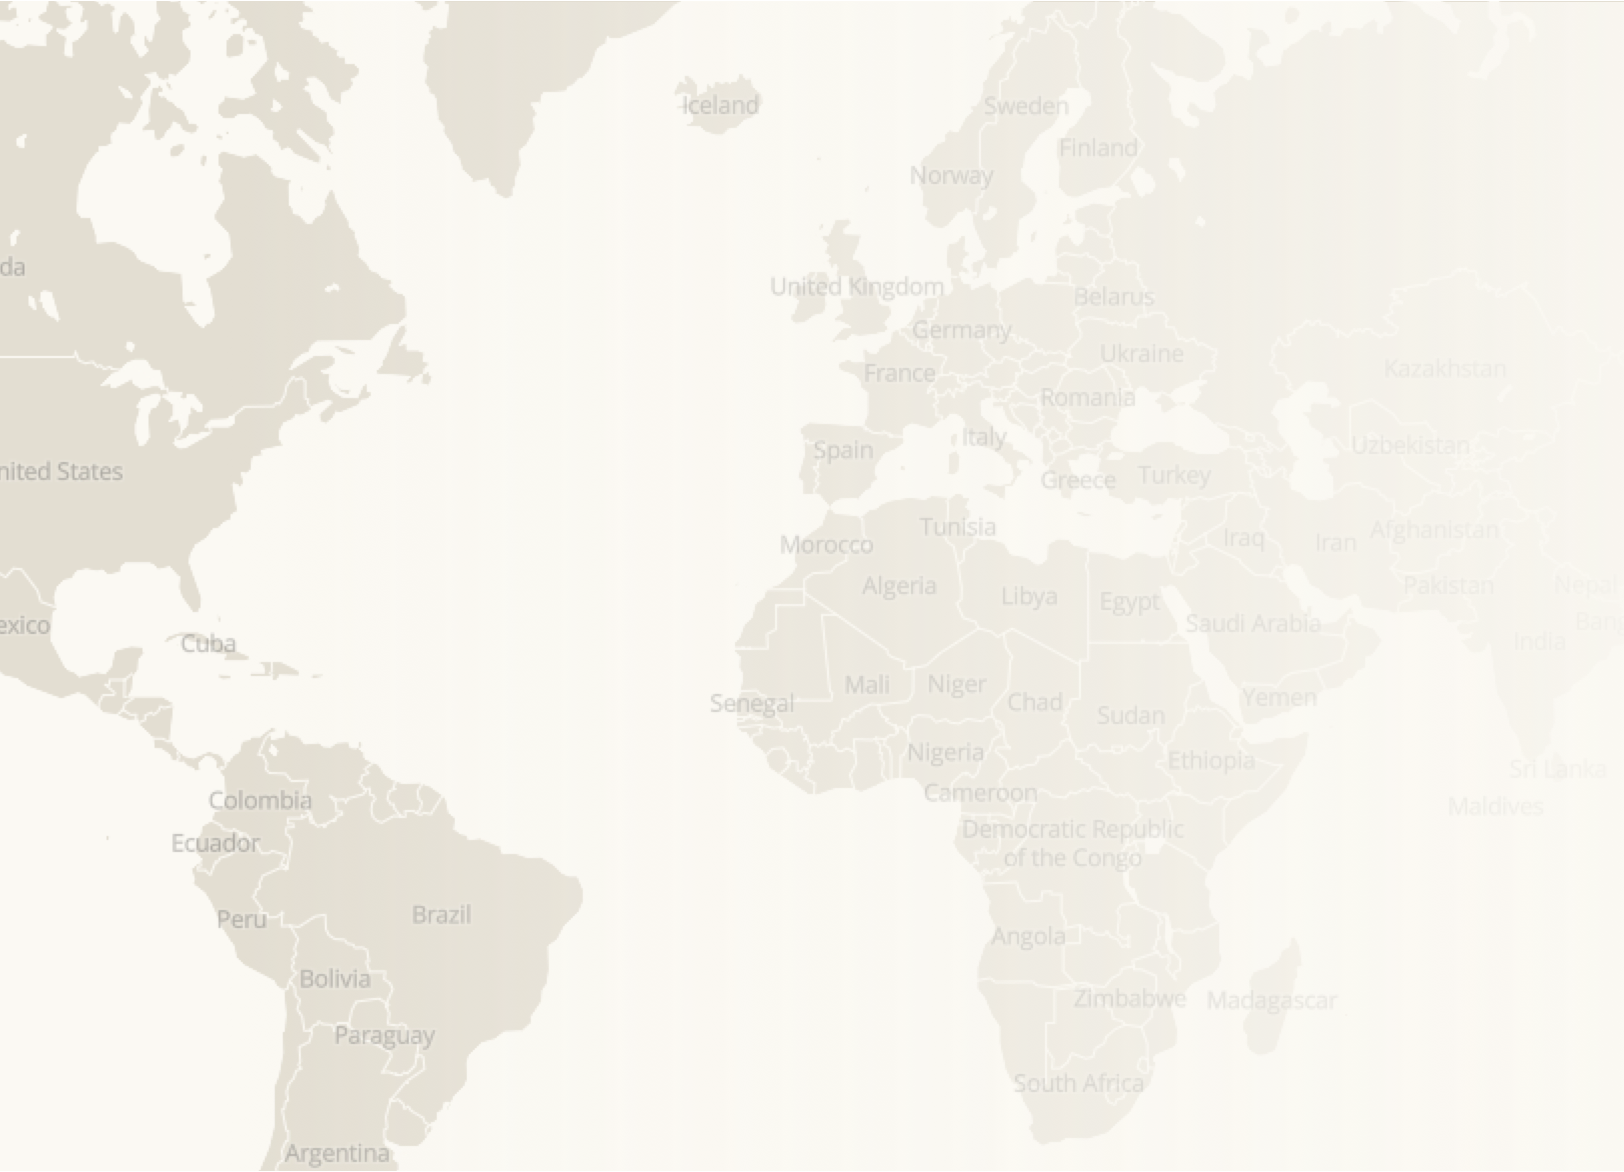 Iceland
Sweden
Finland
Norway
da
United Kingdom
Belarus
Germany
Ukraine
France
Kazakhstan
Romania
Italy
Spain
Uzbekistan
nited States
Greece
Turkey
Tunisia
Morocco
Iraq
Iran
Afghanistan
Algeria
Libya
Egypt
Pakistan
Nepal
exico
Saudi Arabia
Ban
Cuba
India
Mali
Niger
Senegal
Chad
Yemen
Sudan
Nigeria
Ethiopia
Sri Lanka
Colombia
Cameroon
Maldives
Ecuador
Democratic Republic
of the Congo
Peru
Brazil
Angola
Bolivia
Zimbabwe
Madagascar
Paraguay
South Africa
Argentina